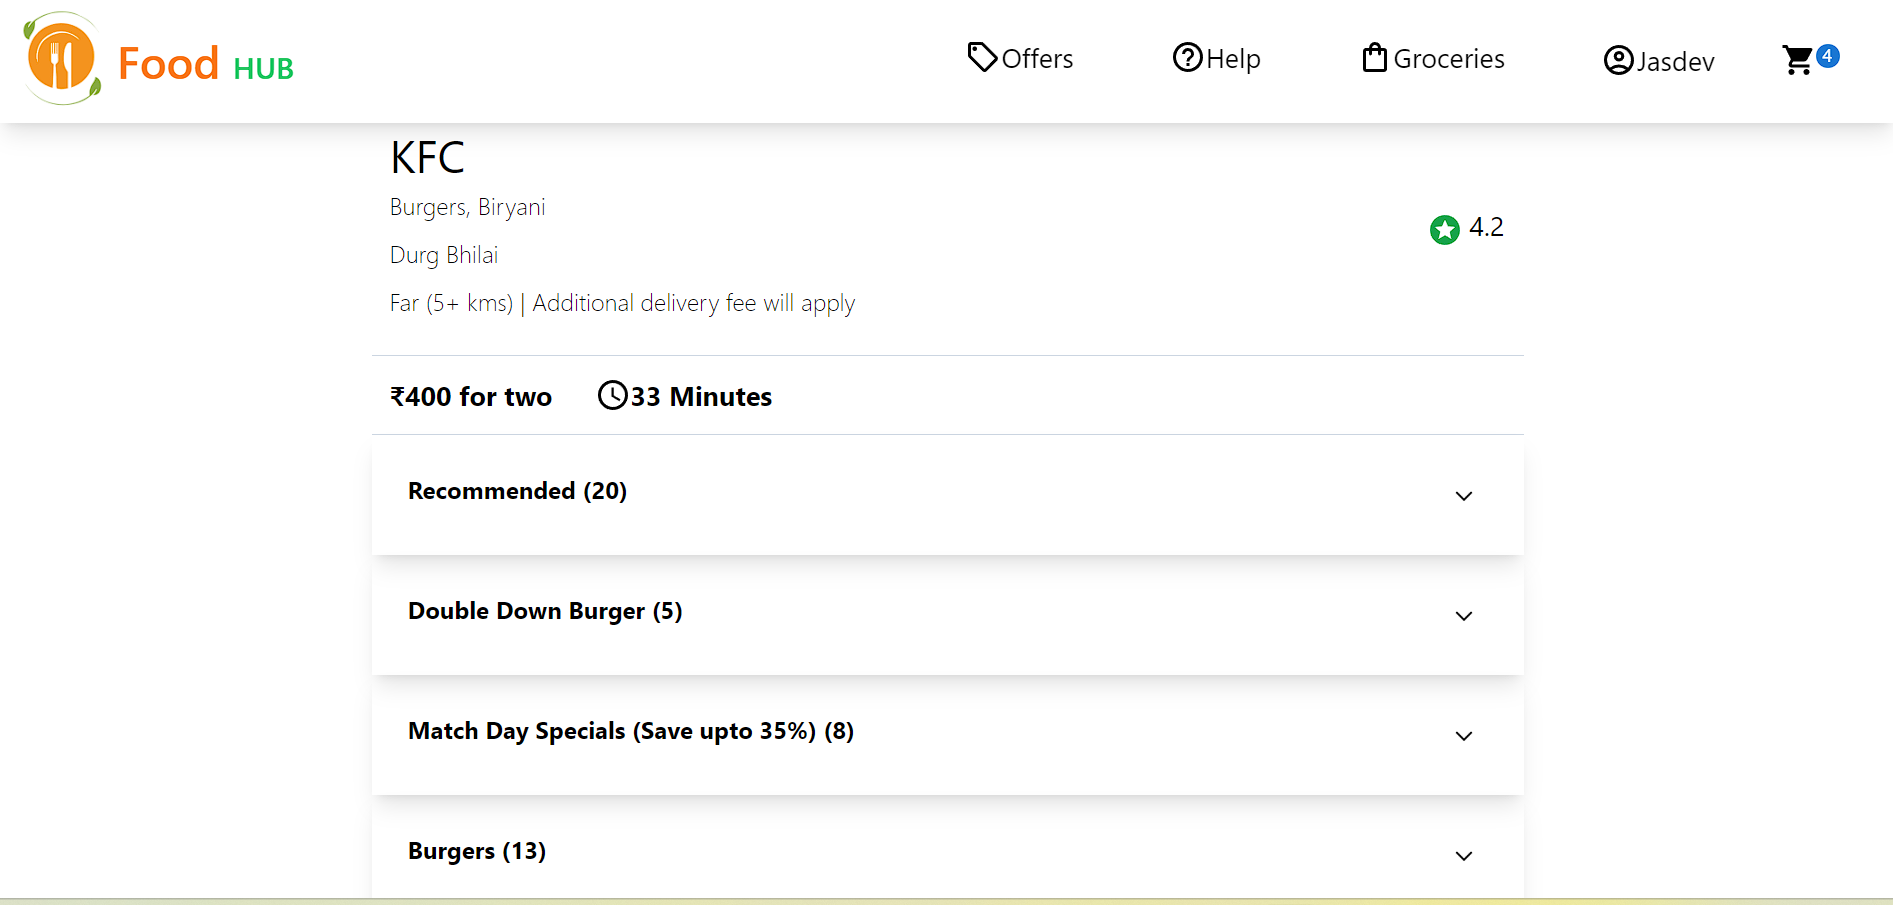 Food HUB
Offers
Help
Groceries
Jasdev
4
KFC
Burgers, Biryani
4.2
Durg Bhilai
Far (5+ kms) | Additional delivery fee will apply
₹400 for two
33 Minutes
Recommended (20)
Double Down Burger (5)
Match Day Specials (Save upto 35%) (8)
Burgers (13)